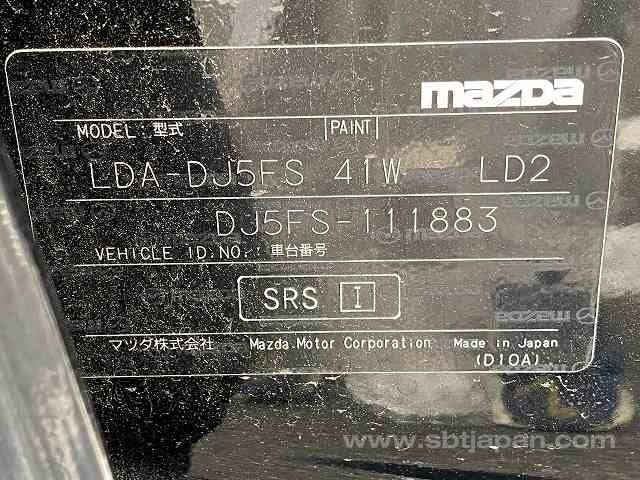 mazda
MODEL:型式 PAINT
LDA-DJ5FS 41W LD2
DJ5FS-111883
VEHICLE ID.NO.:車台番号
SRS I
マツダ株式会社 Mazda Motor Corporation Made in Japan
(D10A)
www.sbtjapan.com